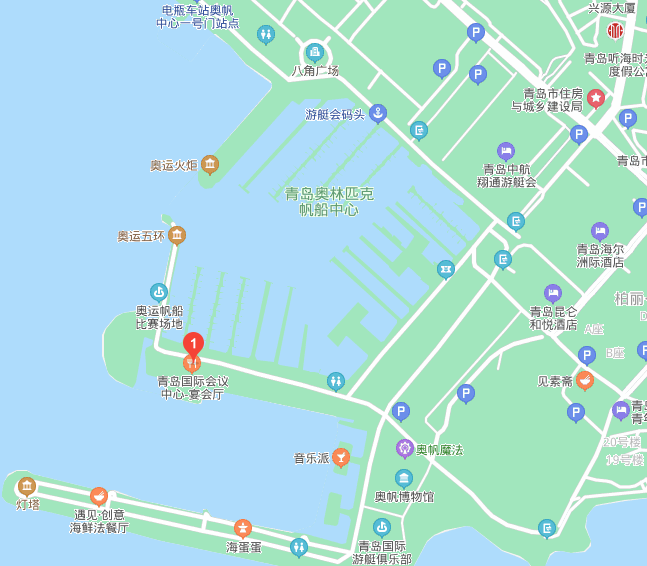 兴源大厦
电瓶车站奥帆
中心一号门站点
八角广场
青岛听海时光
度假公
青岛市住房
与城乡建设局
游艇会码头
P
P
P
P
P
青岛市
青岛中航
翔通游艇会
奥运火炬
青岛奥林匹克
帆船中心
P
奥运五环
青岛海尔
洲际酒店
奥运帆船
比赛场地
青岛昆仑
和悦酒店
柏丽
D
A座
1
B座
P
P
青岛国际会议
中心-宴会厅
见素斋
P
P
P
青岛
青年
奥帆魔法
20号楼
音乐派
19号楼
灯塔
遇见·创意
海鲜法餐厅
奥帆博物馆
海蛋蛋
青岛国际
游艇俱乐部